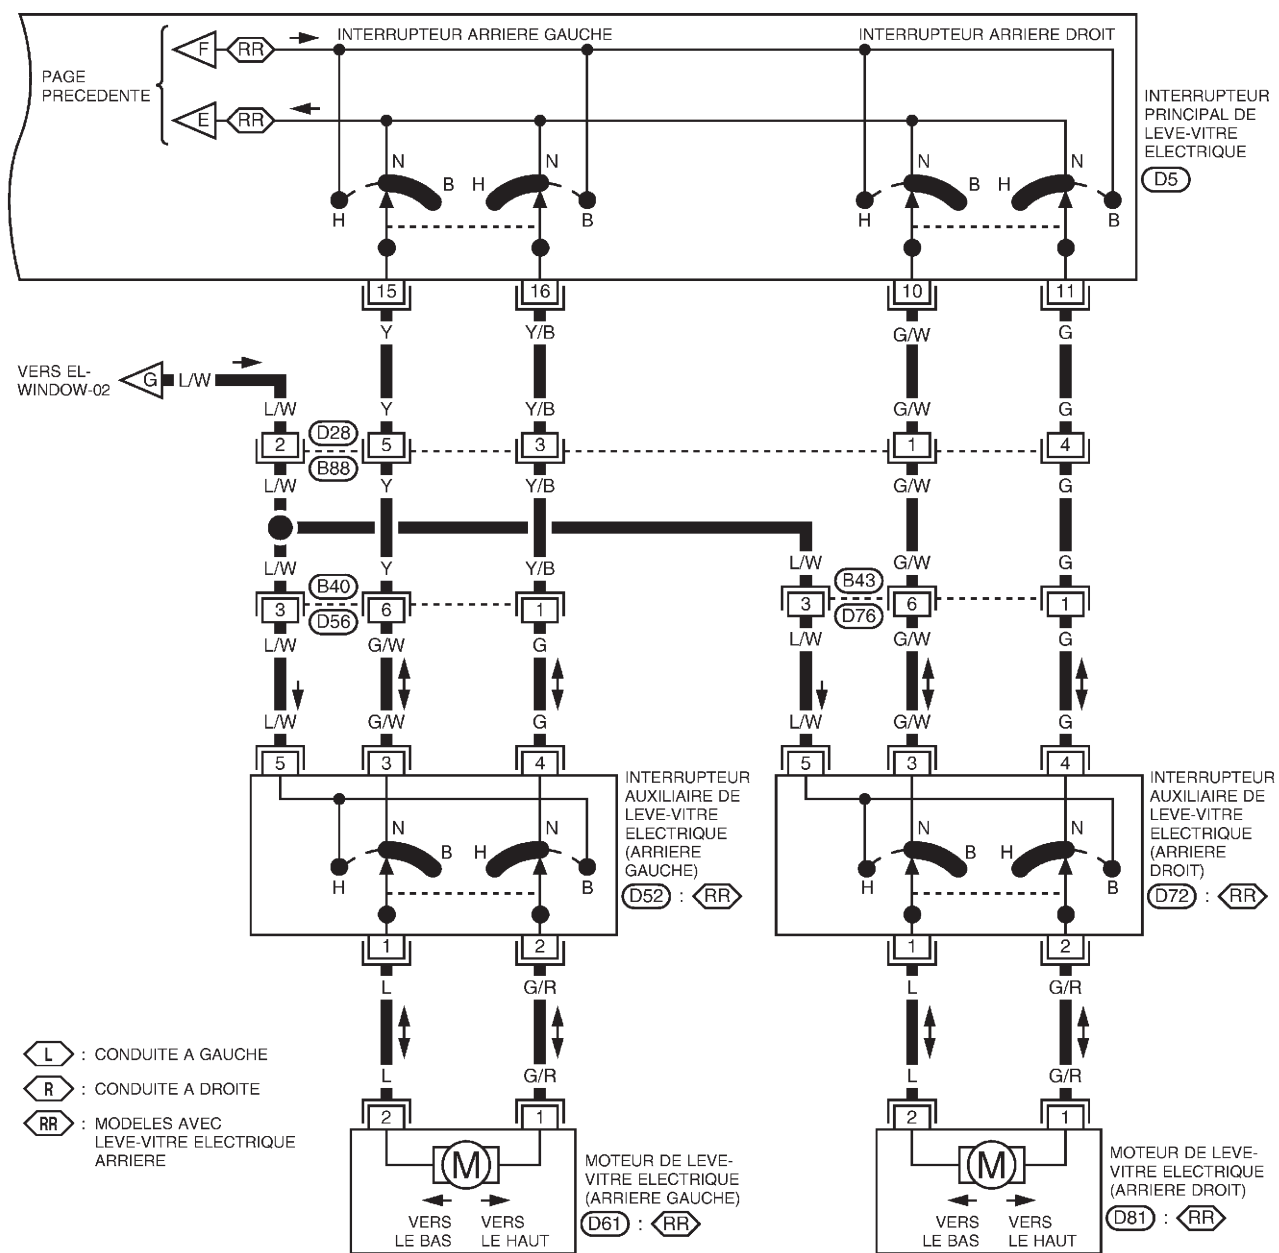 F RR INTERRUPTEUR ARRIERE GAUCHE INTERRUPTEUR ARRIERE DROIT
PAGE
PRECEDENTE
E RR
INTERRUPTEUR
PRINCIPAL DE
LEVE-VITRE
ELECTRIQUE
D5
N N N N
B H B H
H B H B
15 16 10 11
Y Y/B G/W G
VERS EL-
WINDOW-02
G L/W
L/W Y Y/B G/W G
D28
2 5 3 1 4
B88
L/W Y Y/B G/W G
L/W Y Y/B L/W G/W G
B40 B43
3 6 1 3 6 1
D56 D76
L/W G/W G L/W G/W G
L/W G/W G L/W G/W G
5 3 4 5 3 4
INTERRUPTEUR
AUXILIAIRE DE
LEVE-VITRE
ELECTRIQUE
(ARRIERE
GAUCHE)
D52 : RR
INTERRUPTEUR
AUXILIAIRE DE
LEVE-VITRE
ELECTRIQUE
(ARRIERE
DROIT)
D72 : RR
N N N N
B H B H
H B H B
1 2 1 2
L G/R L G/R
L G/R L G/R
2 1 2 1
L : CONDUITE A GAUCHE
R : CONDUITE A DROITE
RR : MODELES AVEC
LEVE-VITRE ELECTRIQUE
ARRIERE
M
VERS
LE BAS
VERS
LE HAUT
MOTEUR DE LEVE-
VITRE ELECTRIQUE
(ARRIERE GAUCHE)
D61 : RR
M
VERS
LE BAS
VERS
LE HAUT
MOTEUR DE LEVE-
VITRE ELECTRIQUE
(ARRIERE DROIT)
D81 : RR